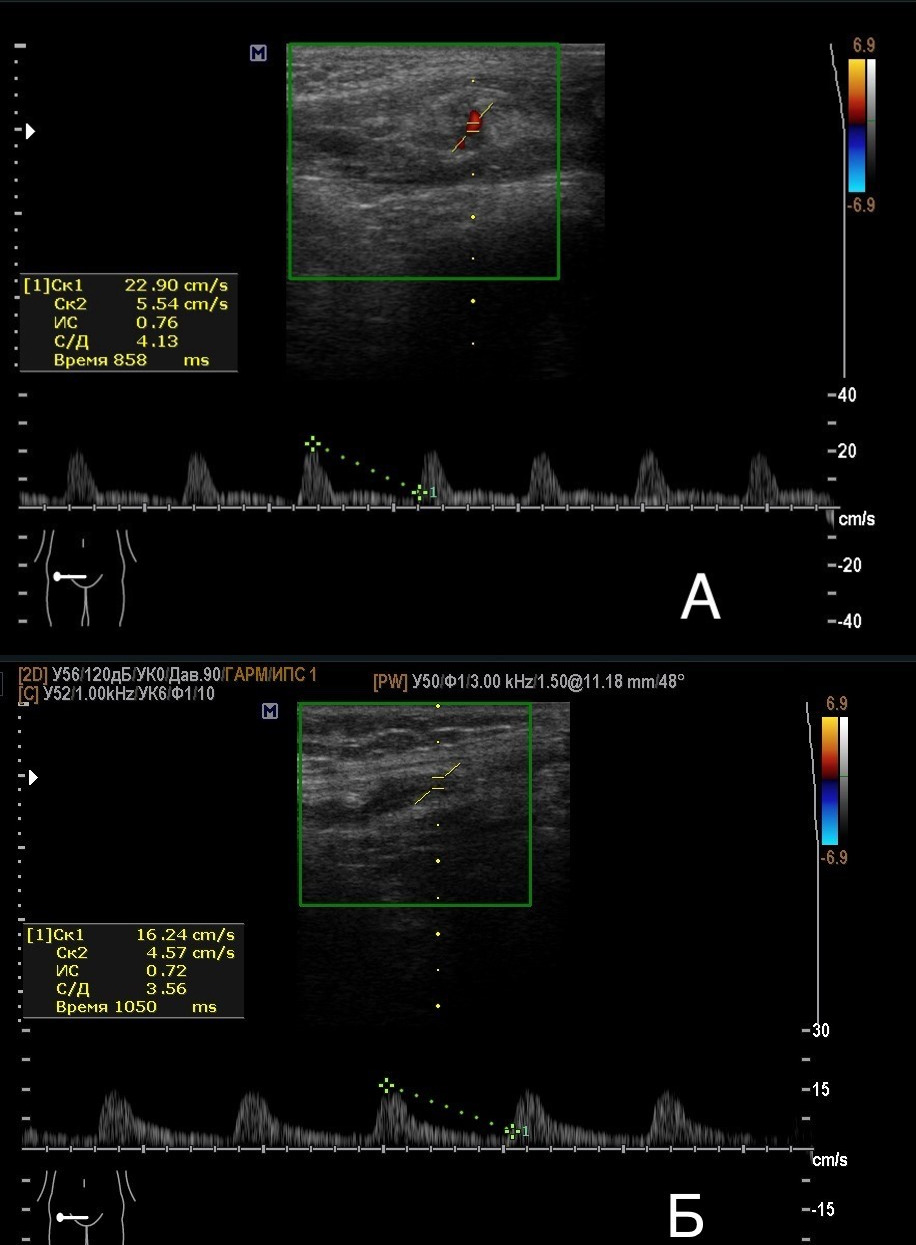 M
6.9
-6.9
[1]Ск1 22.90 cm/s
Ск2 5.54 cm/s
ИС 0.76
С/Д 4.13
Время 858 ms
40
20
1
cm/s
-20
-40
А
[2D] У56/120дБ/УК0/Дав.90/ГАРМ/ИПС 1
[C] У52/1.00kHz/УК6/Ф1/10
[PW] У50/Ф1/3.00 kHz/1.50@11.18 mm/48°
M
6.9
-6.9
[1]Ск1 16.24 cm/s
Ск2 4.57 cm/s
ИС 0.72
С/Д 3.56
Время 1050 ms
30
15
1
cm/s
-15
Б